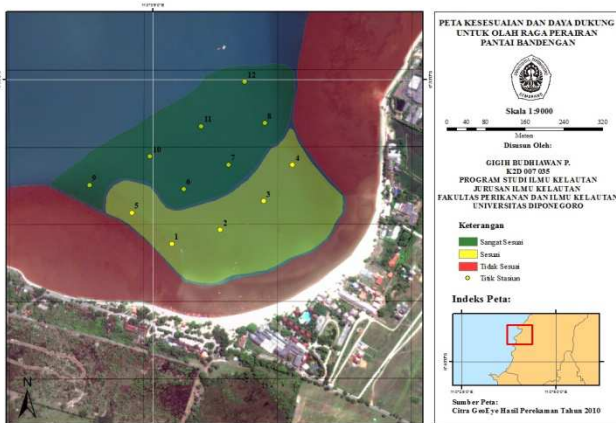 PETA KESESUAIAN DAN DAYA DUKUNG
UNTUK OLAH RAGA PERAIRAN
PANTAI BANDENGAN
SEMARANG
Skala 1:9000
0 40 80 160 240 320
Meter
Disusun Oleh:
GIGIH BUDHIAWAN P.
K2D 007 035
PROGRAM STUDI ILMU KELAUTAN
JURUSAN ILMU KELAUTAN
FAKULTAS PERIKANAN DAN ILMU KELAUTAN
UNIVERSITAS DIPONEGORO
Keterangan
Sangat Sesuai
Sesuai
Tidak Sesuai
Titik Stasiun
Indeks Peta:
Sumber Peta:
Citra GeoEye Hasil Perekaman Tahun 2010
12
11
8
10
7
4
9
6
3
5
2
1
N